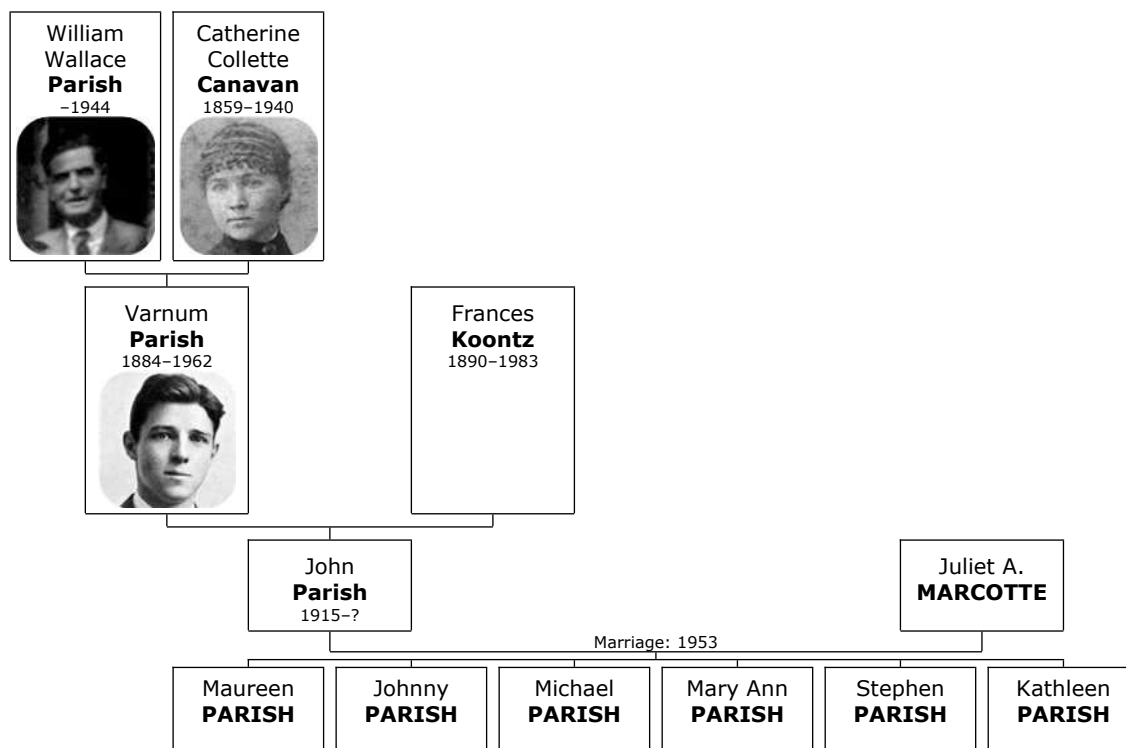 William
Wallace
Parish
–1944
Catherine
Collette
Canavan
1859–1940
Varnum
Parish
1884–1962
Frances
Koontz
1890–1983
John
Parish
1915–?
Juliet A.
MARCOTTE
Marriage: 1953
Maureen
PARISH
Johnny
PARISH
Michael
PARISH
Mary Ann
PARISH
Stephen
PARISH
Kathleen
PARISH